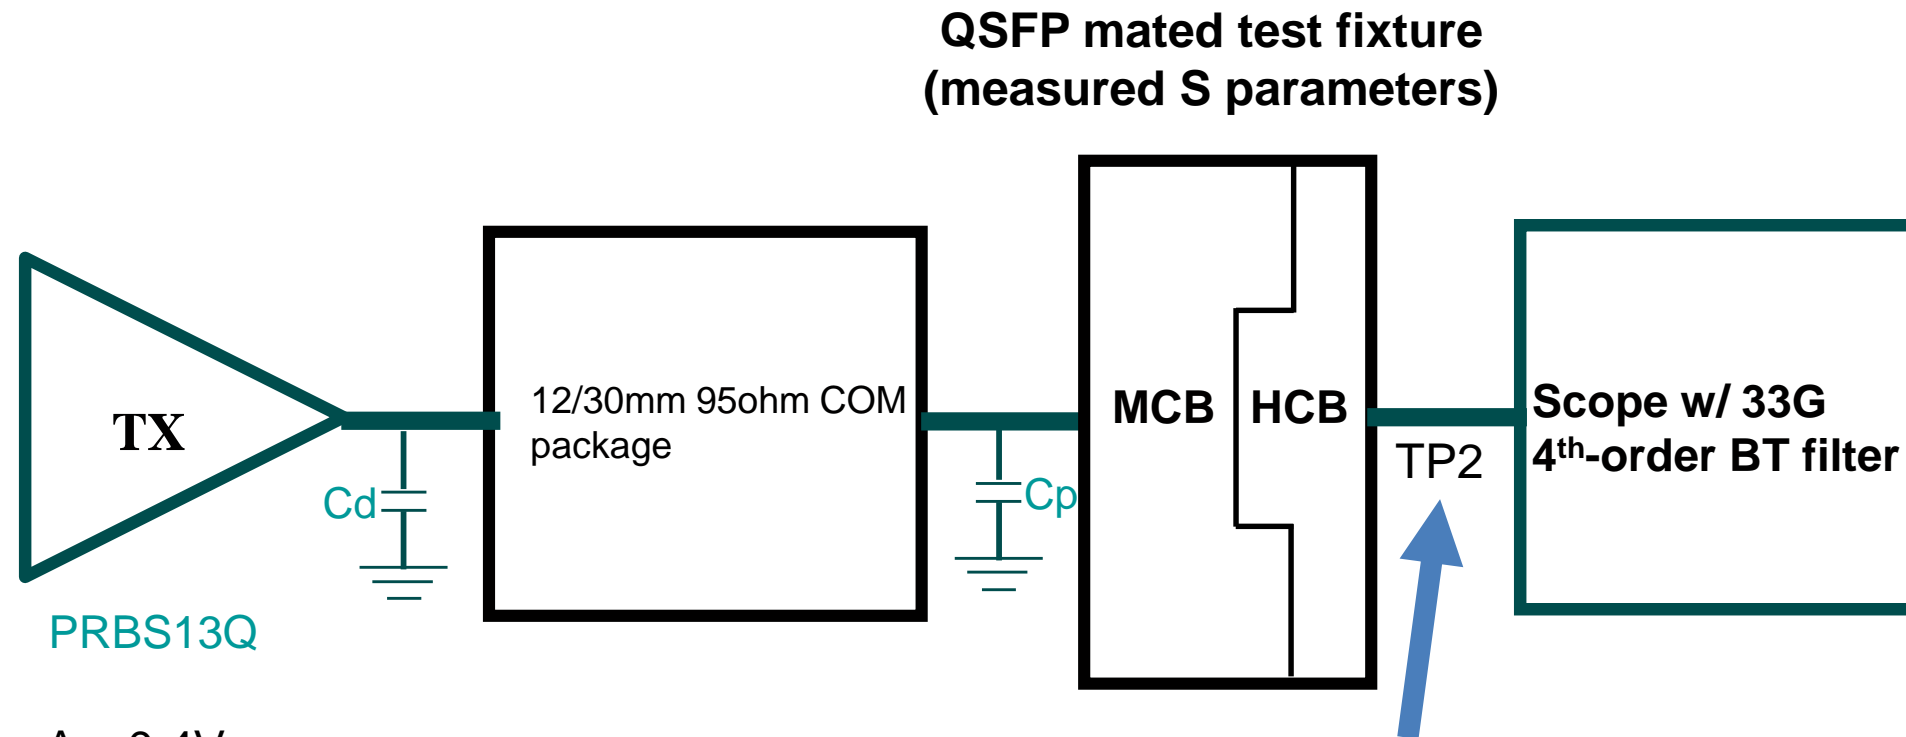 QSFP mated test fixture
(measured S parameters)
TX
12/30mm 95ohm COM
package
MCB
HCB
Scope w/ 33G
4th-order BT filter
TP2
Cd
Cp
PRBS13Q